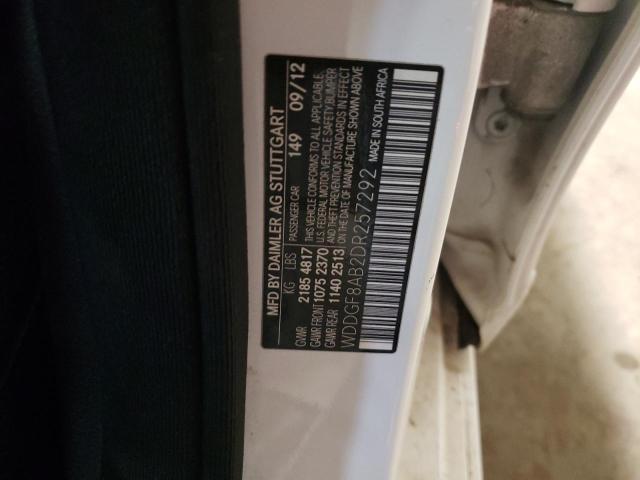 MFD BY DAIMLER AG STUTTGART
KG LBS PASSENGER CAR 149 09/12
GVWR 2185 4817 THIS VEHICLE CONFORMS TO ALL APPLICABLE
GAWR FRONT 1075 2370 U.S. FEDERAL MOTOR VEHICLE SAFETY, BUMPER
GAWR REAR 1140 2513 AND THEFT PREVENTION STANDARDS IN EFFECT
ON THE DATE OF MANUFACTURE SHOWN ABOVE
WDDGF8AB2DR257292 MADE IN SOUTH AFRICA